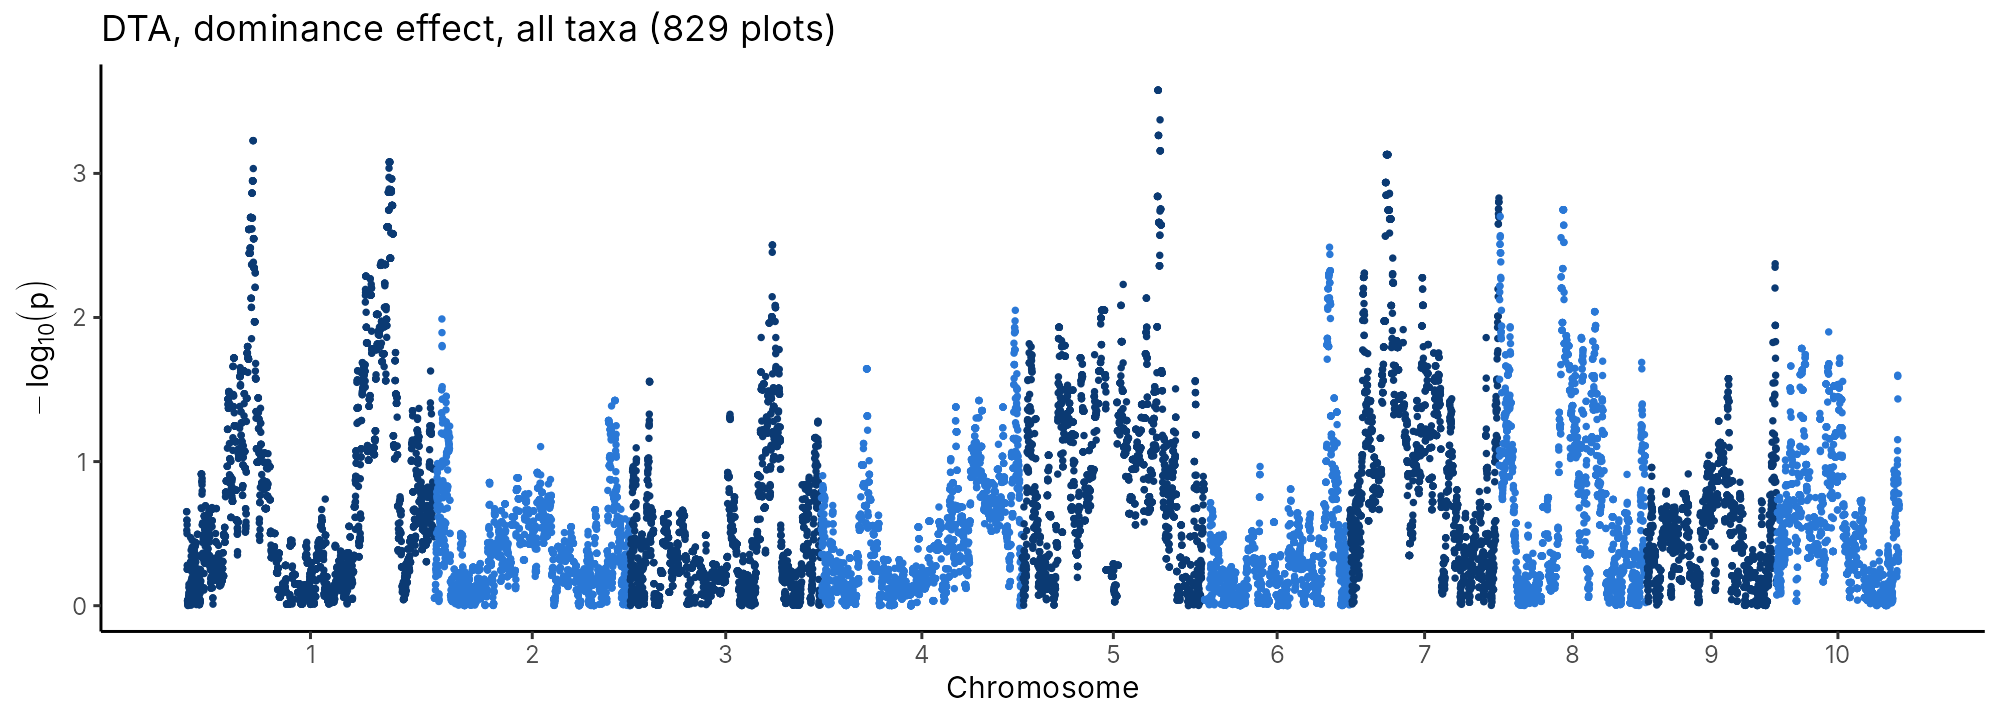 DTA, dominance effect, all taxa (829 plots)
− log₁₀(p)
3
2
1
0
1 2 3 4 5 6 7 8 9 10
Chromosome